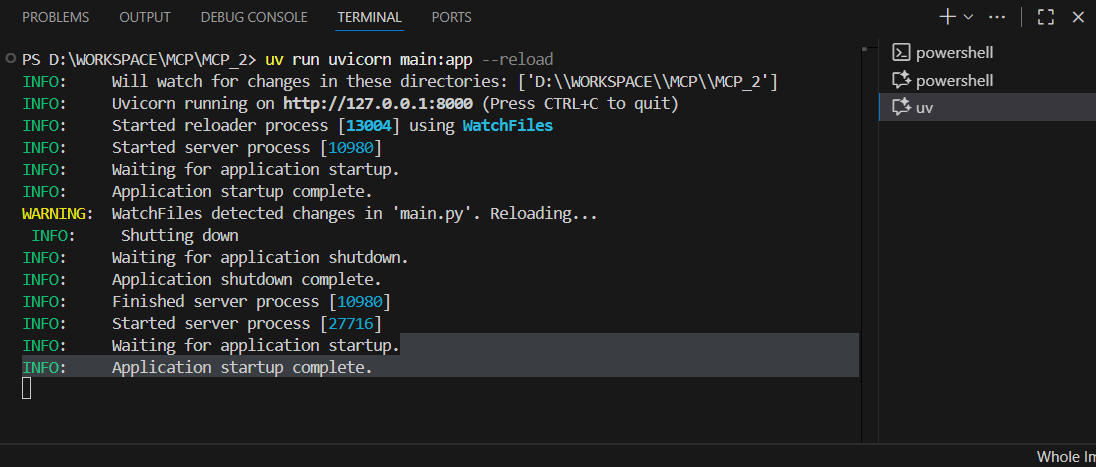 PROBLEMS OUTPUT DEBUG CONSOLE TERMINAL PORTS
PS D:\WORKSPACE\MCP\MCP_2> uv run uvicorn main:app --reload
INFO: Will watch for changes in these directories: ['D:\\WORKSPACE\\MCP\\MCP_2']
INFO: Uvicorn running on http://127.0.0.1:8000 (Press CTRL+C to quit)
INFO: Started reloader process [13004] using WatchFiles
INFO: Started server process [10980]
INFO: Waiting for application startup.
INFO: Application startup complete.
WARNING: WatchFiles detected changes in 'main.py'. Reloading...
INFO: Shutting down
INFO: Waiting for application shutdown.
INFO: Application shutdown complete.
INFO: Finished server process [10980]
INFO: Started server process [27716]
INFO: Waiting for application startup.
INFO: Application startup complete.
powershell
powershell
uv
Whole